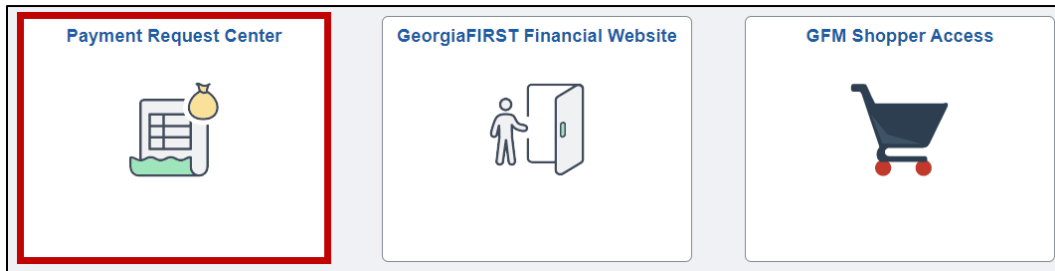 Payment Request Center
GeorgiaFIRST Financial Website
GFM Shopper Access